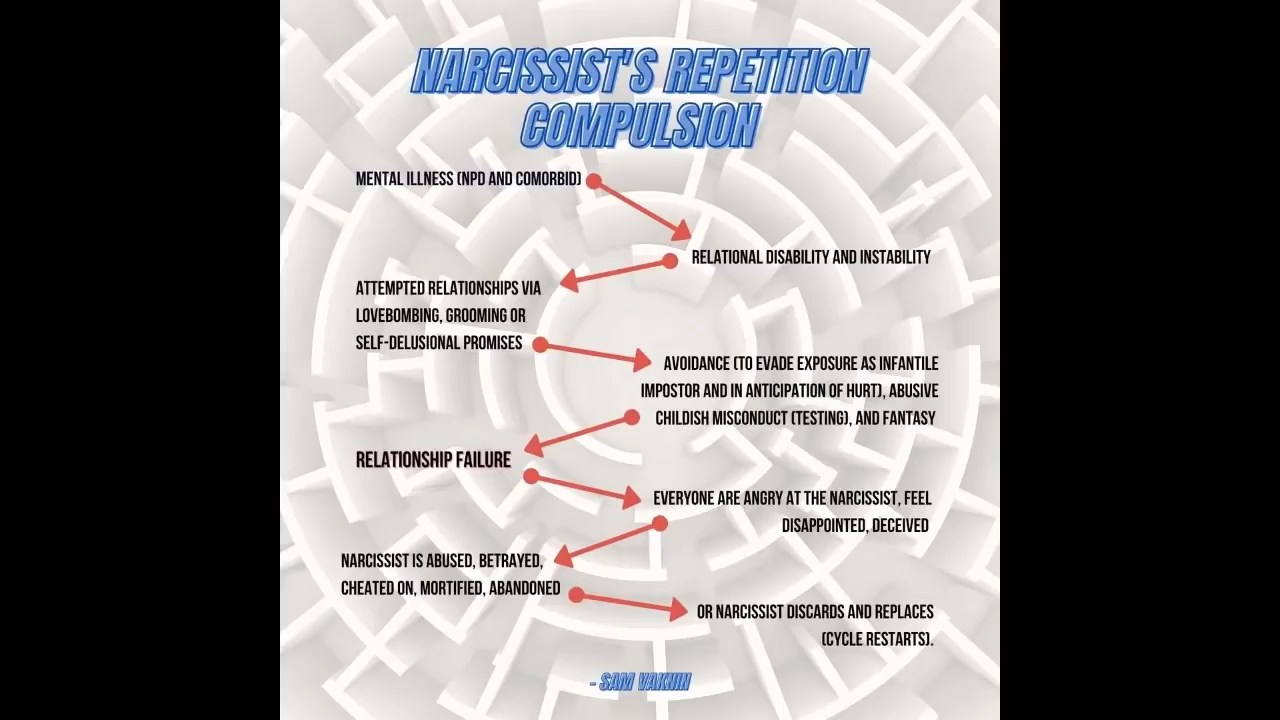 NARCISSIST'S REPETITION
COMPULSION
MENTAL ILLNESS (NPD AND COMORBID)
RELATIONAL DISABILITY AND INSTABILITY
ATTEMPTED RELATIONSHIPS VIA
LOVEBOMBING, GROOMING OR
SELF-DELUSIONAL PROMISES
AVOIDANCE (TO EVADE EXPOSURE AS INFANTILE
IMPOSTOR AND IN ANTICIPATION OF HURT), ABUSIVE
CHILDISH MISCONDUCT (TESTING), AND FANTASY
RELATIONSHIP FAILURE
EVERYONE ARE ANGRY AT THE NARCISSIST, FEEL
DISAPPOINTED, DECEIVED
NARCISSIST IS ABUSED, BETRAYED,
CHEATED ON, MORTIFIED, ABANDONED
OR NARCISSIST DISCARDS AND REPLACES
(CYCLE RESTARTS).
- SAM VAKNIN